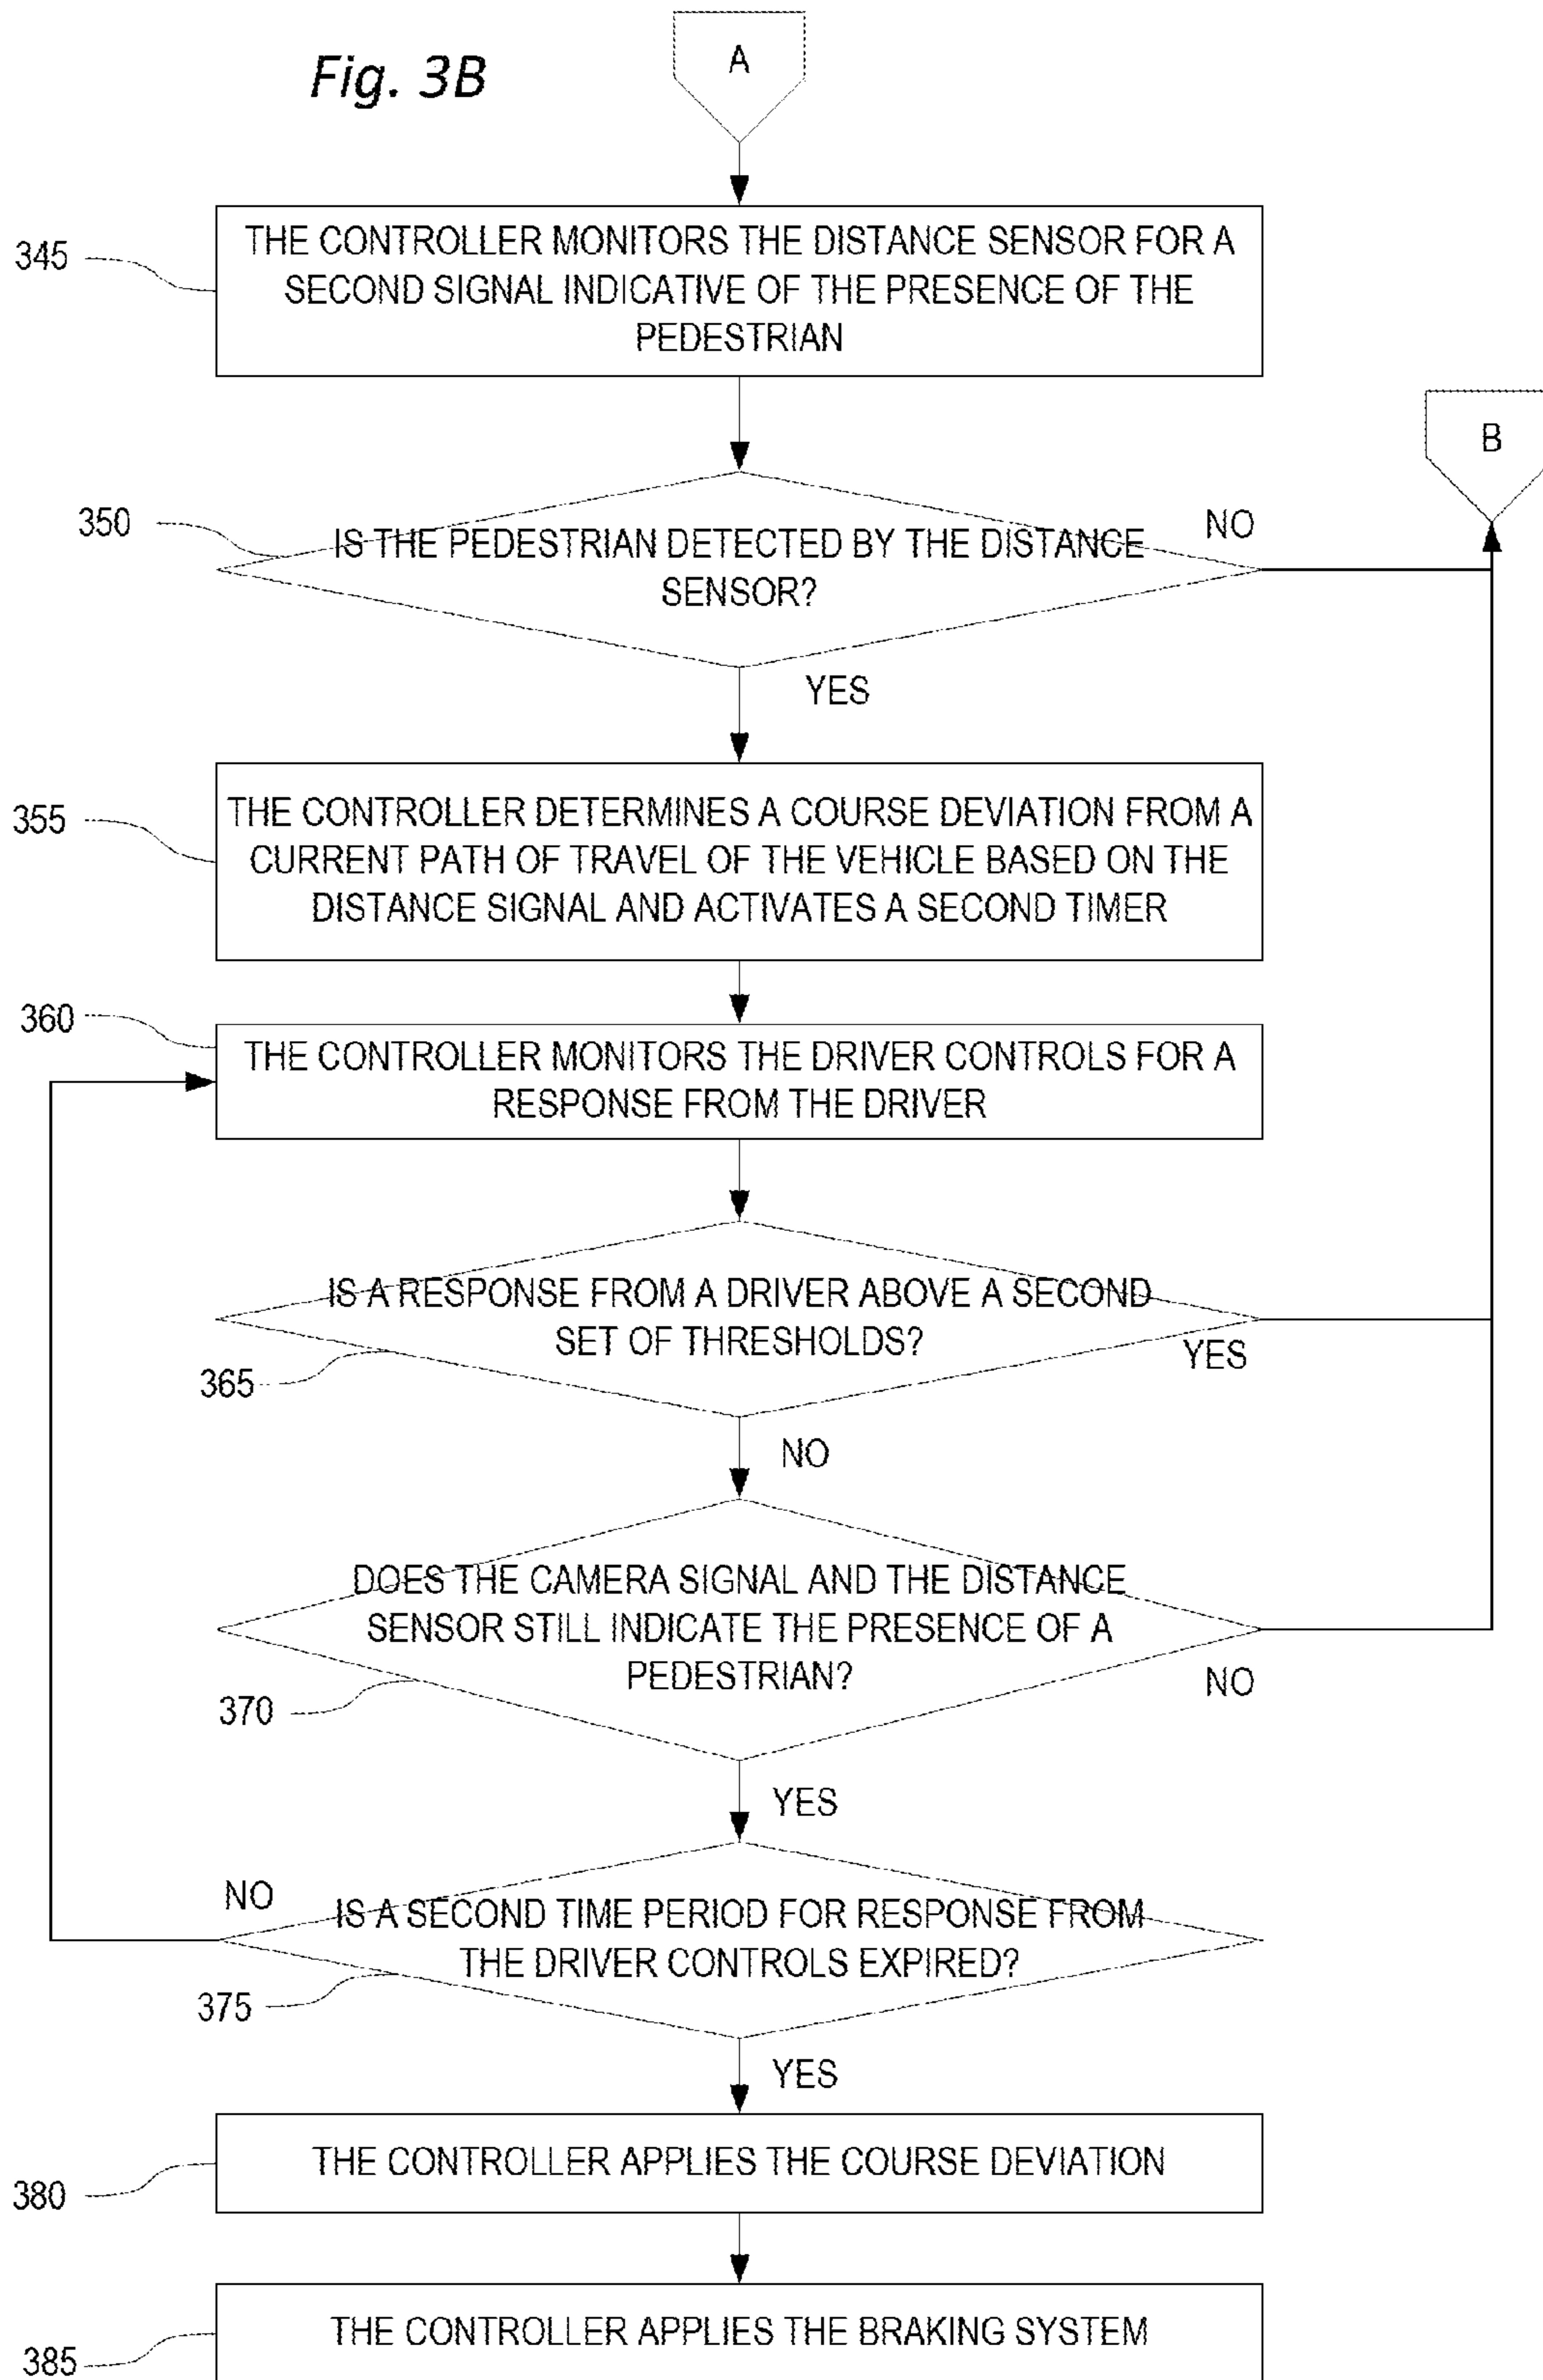 Fig. 3B
A
345
THE CONTROLLER MONITORS THE DISTANCE SENSOR FOR A
SECOND SIGNAL INDICATIVE OF THE PRESENCE OF THE
PEDESTRIAN
B
350
IS THE PEDESTRIAN DETECTED BY THE DISTANCE
SENSOR?
NO
YES
355
THE CONTROLLER DETERMINES A COURSE DEVIATION FROM A
CURRENT PATH OF TRAVEL OF THE VEHICLE BASED ON THE
DISTANCE SIGNAL AND ACTIVATES A SECOND TIMER
360
THE CONTROLLER MONITORS THE DRIVER CONTROLS FOR A
RESPONSE FROM THE DRIVER
IS A RESPONSE FROM A DRIVER ABOVE A SECOND
SET OF THRESHOLDS?
YES
365
NO
DOES THE CAMERA SIGNAL AND THE DISTANCE
SENSOR STILL INDICATE THE PRESENCE OF A
PEDESTRIAN?
NO
370
YES
NO
IS A SECOND TIME PERIOD FOR RESPONSE FROM
THE DRIVER CONTROLS EXPIRED?
375
YES
THE CONTROLLER APPLIES THE COURSE DEVIATION
380
THE CONTROLLER APPLIES THE BRAKING SYSTEM
385